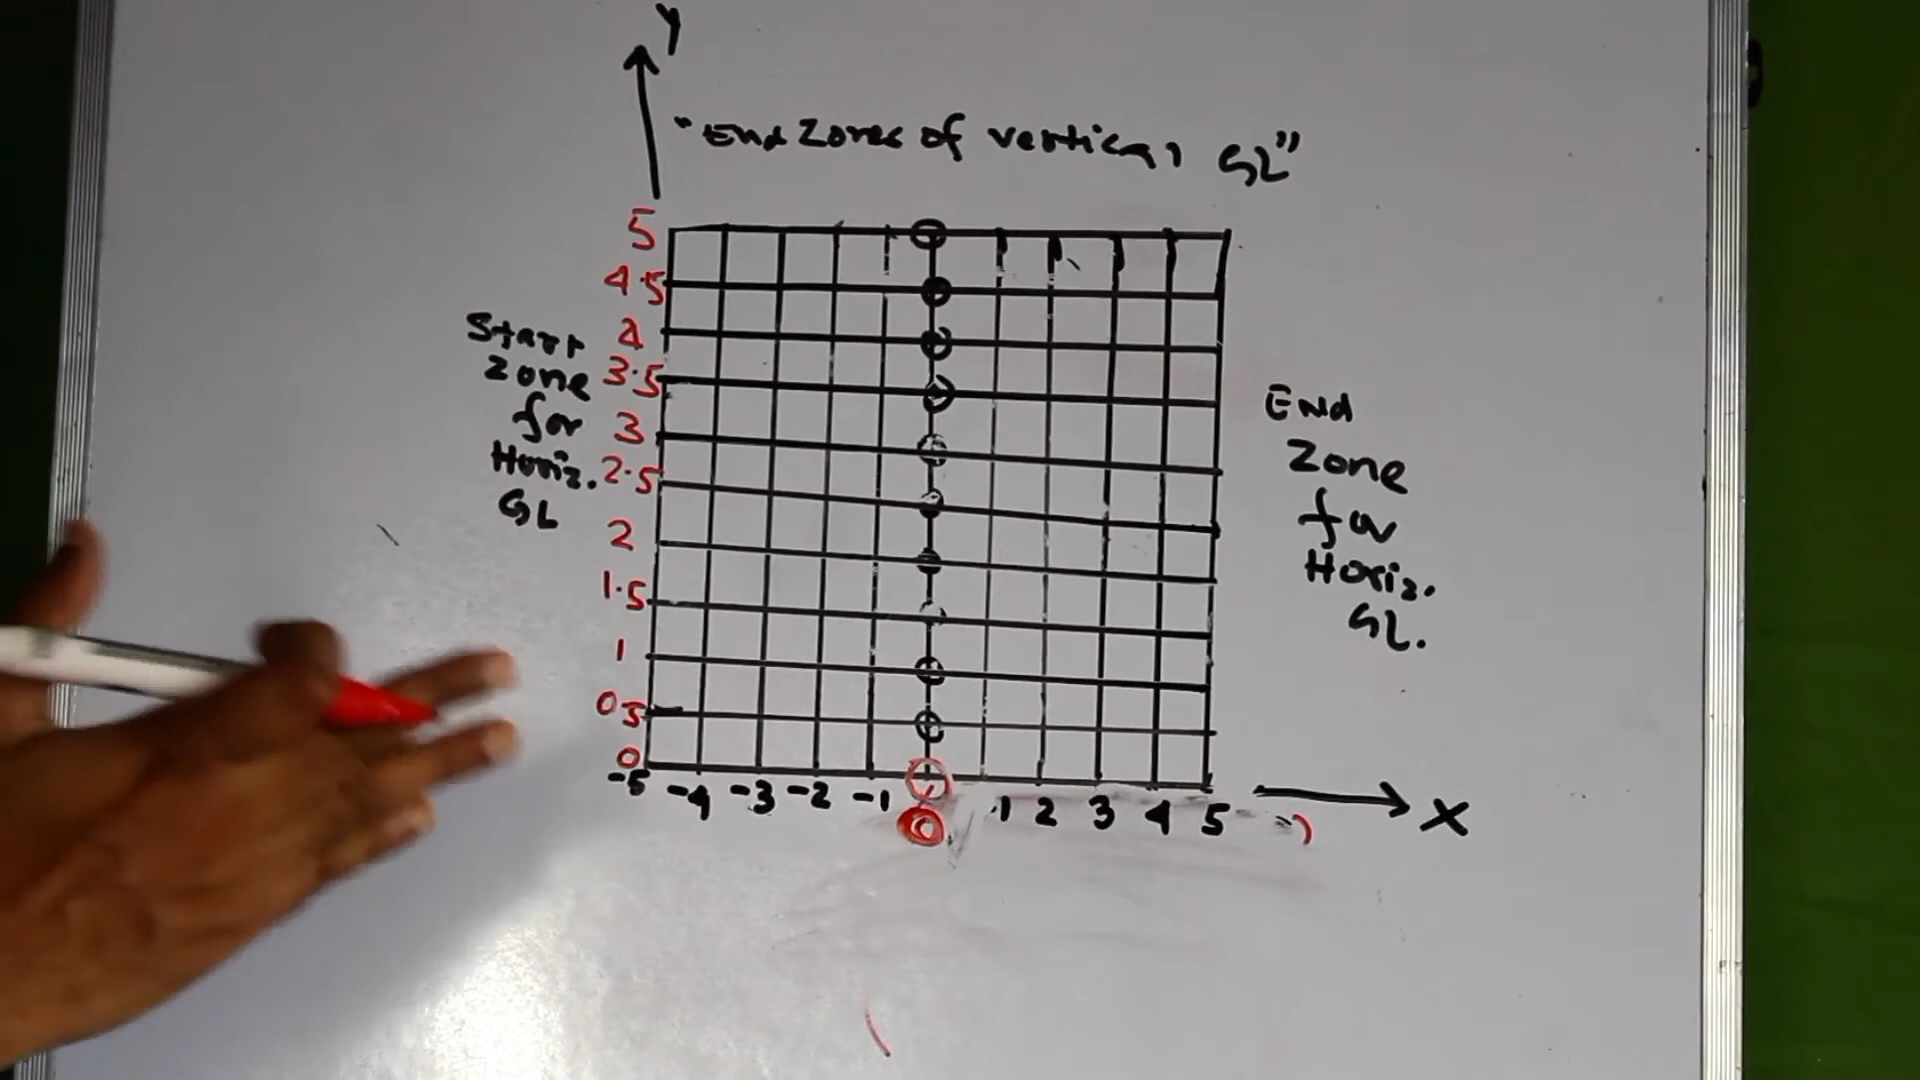 Y
"End Zones of vertical GL"
5
4.5
4
3.5
3
2.5
2
1.5
1
0.5
0
Start
Zone
for
Horiz.
GL
End
Zone
for
Horiz.
GL.
-5 -4 -3 -2 -1 0 1 2 3 4 5
X